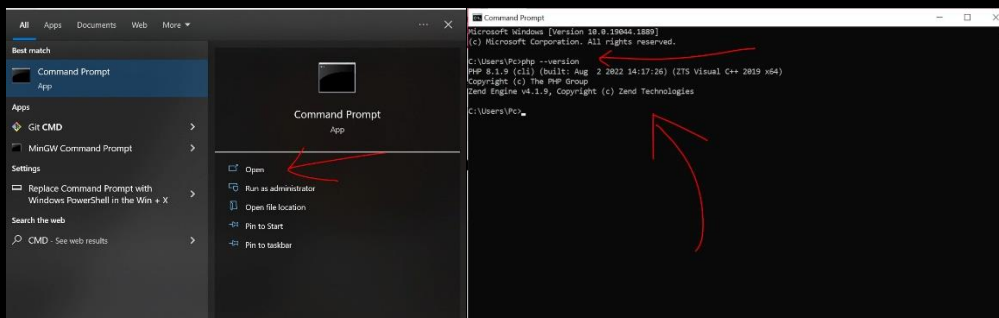 All Apps Documents Web More
Best match
Command Prompt
App
Apps
Git CMD
MinGW Command Prompt
Settings
Replace Command Prompt with
Windows PowerShell in the Win + X
Search the web
CMD - See web results
Command Prompt
App
Open
Run as administrator
Open file location
Pin to Start
Pin to taskbar
Command Prompt
Microsoft Windows [Version 10.0.19044.1889]
(c) Microsoft Corporation. All rights reserved.
C:\Users\Pc>php --version
PHP 8.1.9 (cli) (built: Aug 2 2022 14:17:26) (ZTS Visual C++ 2019 x64)
Copyright (c) The PHP Group
Zend Engine v4.1.9, Copyright (c) Zend Technologies
C:\Users\Pc>_